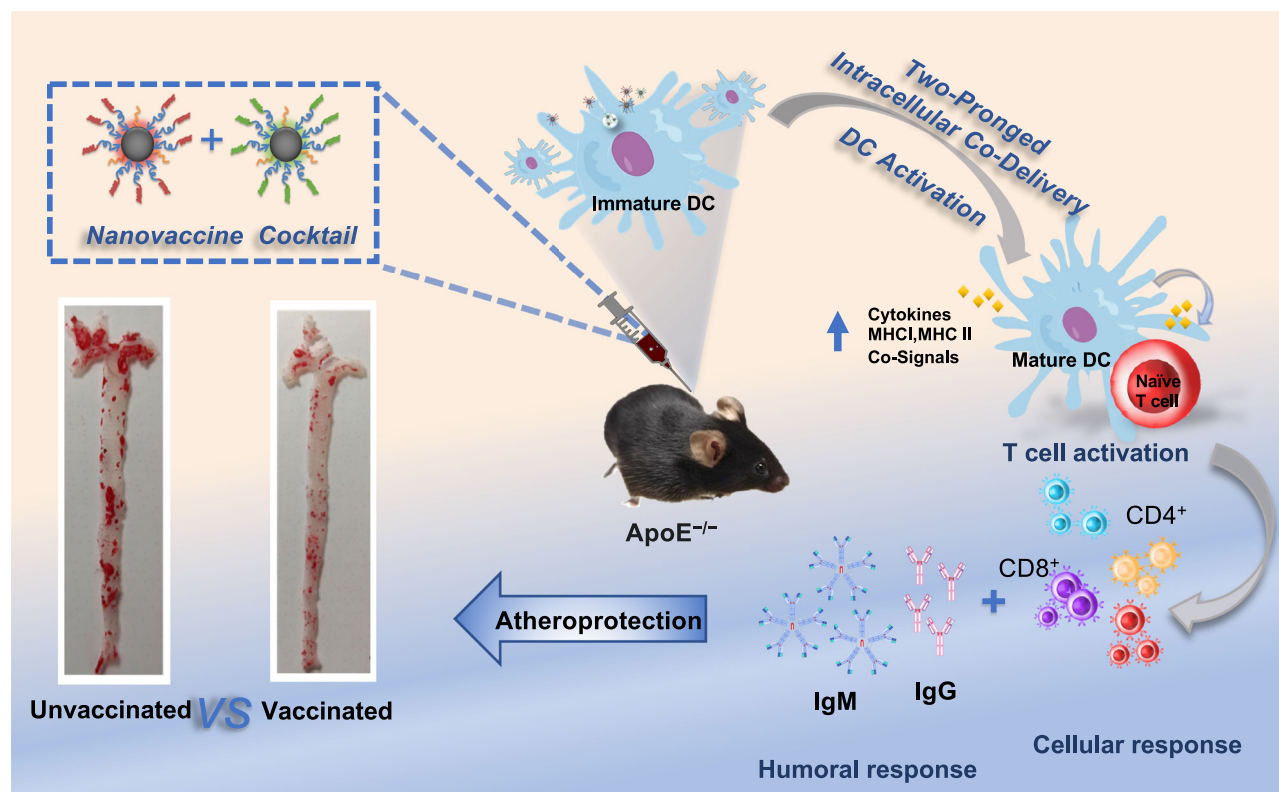 Nanovaccine Cocktail
Immature DC
Two-Pronged
Intracellular Co-Delivery
DC Activation
Cytokines
MHCI,MHC II
Co-Signals
Mature DC
Naïve
T cell
T cell activation
CD4⁺
CD8⁺
ApoE⁻/⁻
Atheroprotection
IgM
IgG
Unvaccinated VS Vaccinated
Humoral response
Cellular response